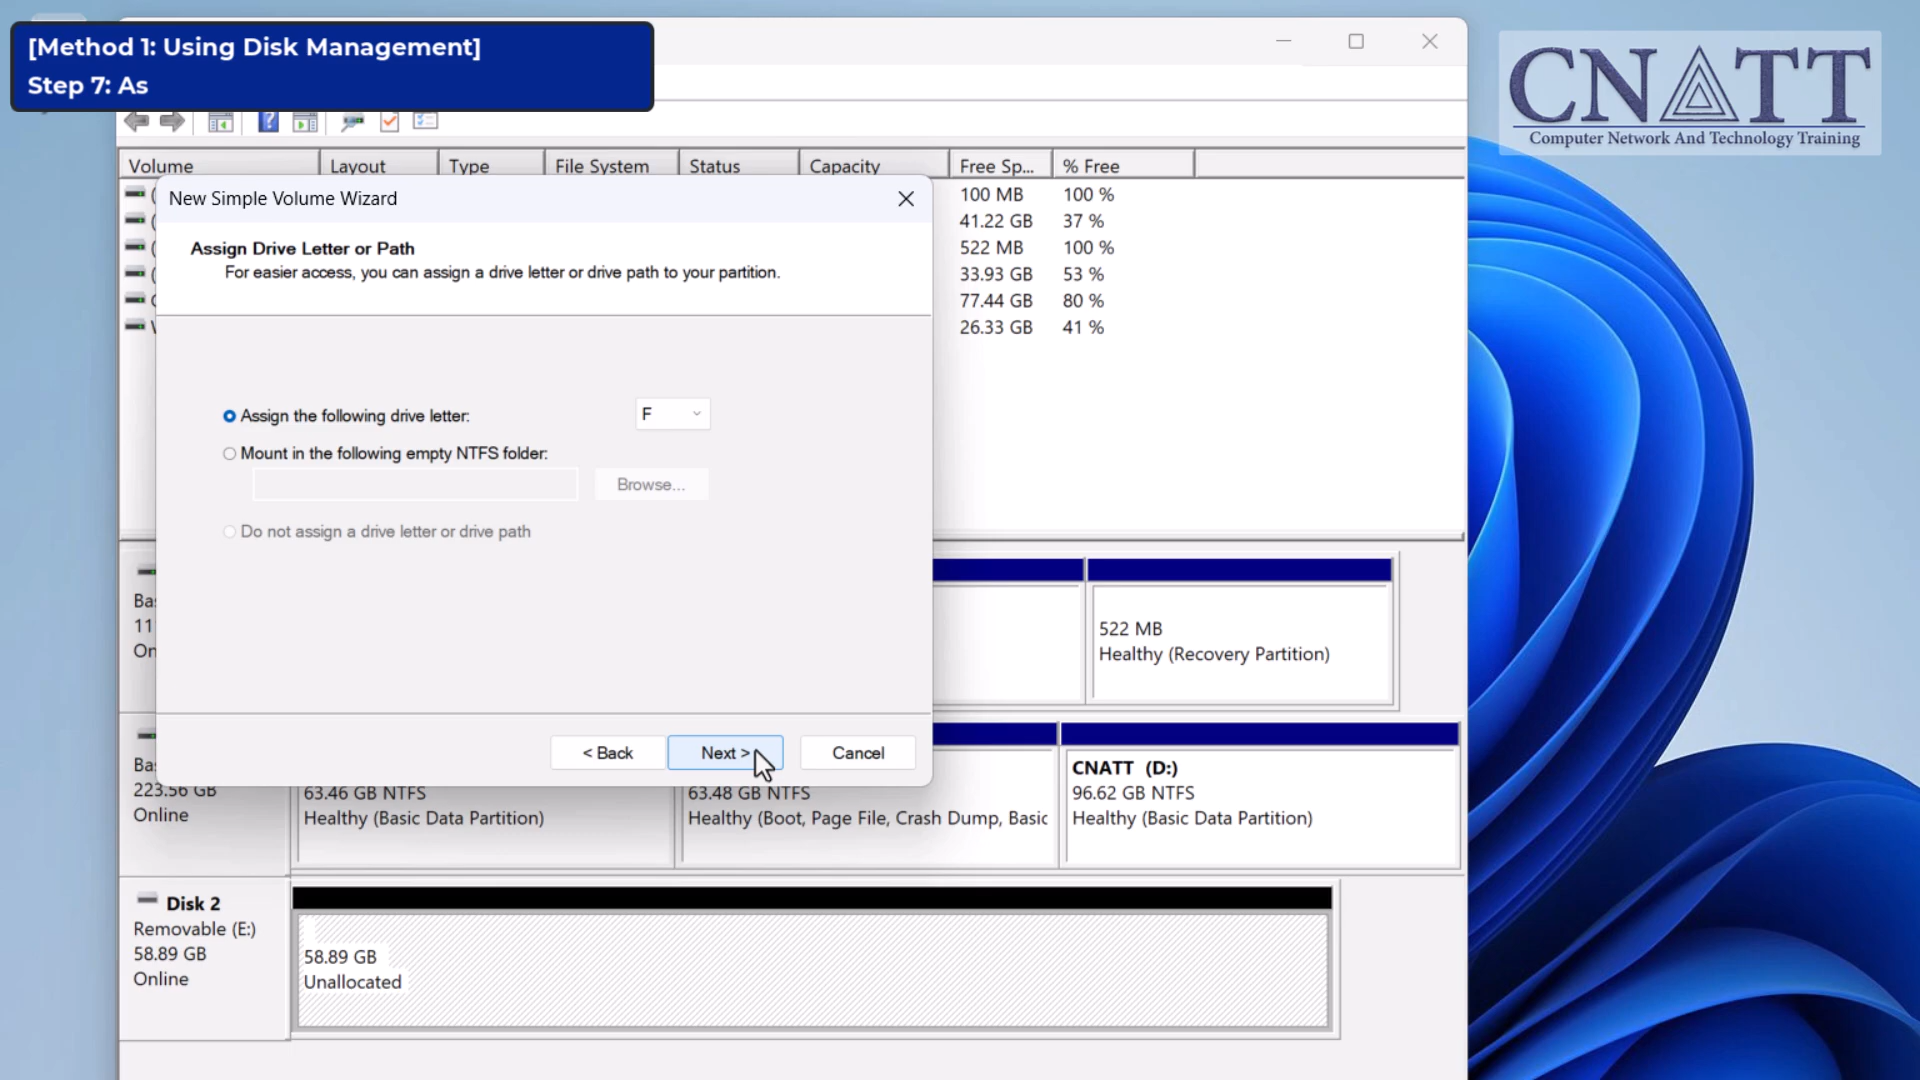 [Method 1: Using Disk Management]
Step 7: As
CNATT
Computer Network And Technology Training
Volume Layout Type File System Status Capacity Free Sp... % Free
100 MB 100 %
41.22 GB 37 %
522 MB 100 %
33.93 GB 53 %
77.44 GB 80 %
26.33 GB 41 %
New Simple Volume Wizard
Assign Drive Letter or Path
For easier access, you can assign a drive letter or drive path to your partition.
Assign the following drive letter: F
Mount in the following empty NTFS folder:
Browse...
Do not assign a drive letter or drive path
< Back Next > Cancel
Ba
11
On
522 MB
Healthy (Recovery Partition)
Ba
223.56 GB
Online
63.46 GB NTFS
Healthy (Basic Data Partition)
63.48 GB NTFS
Healthy (Boot, Page File, Crash Dump, Basic
CNATT (D:)
96.62 GB NTFS
Healthy (Basic Data Partition)
Disk 2
Removable (E:)
58.89 GB
Online
58.89 GB
Unallocated